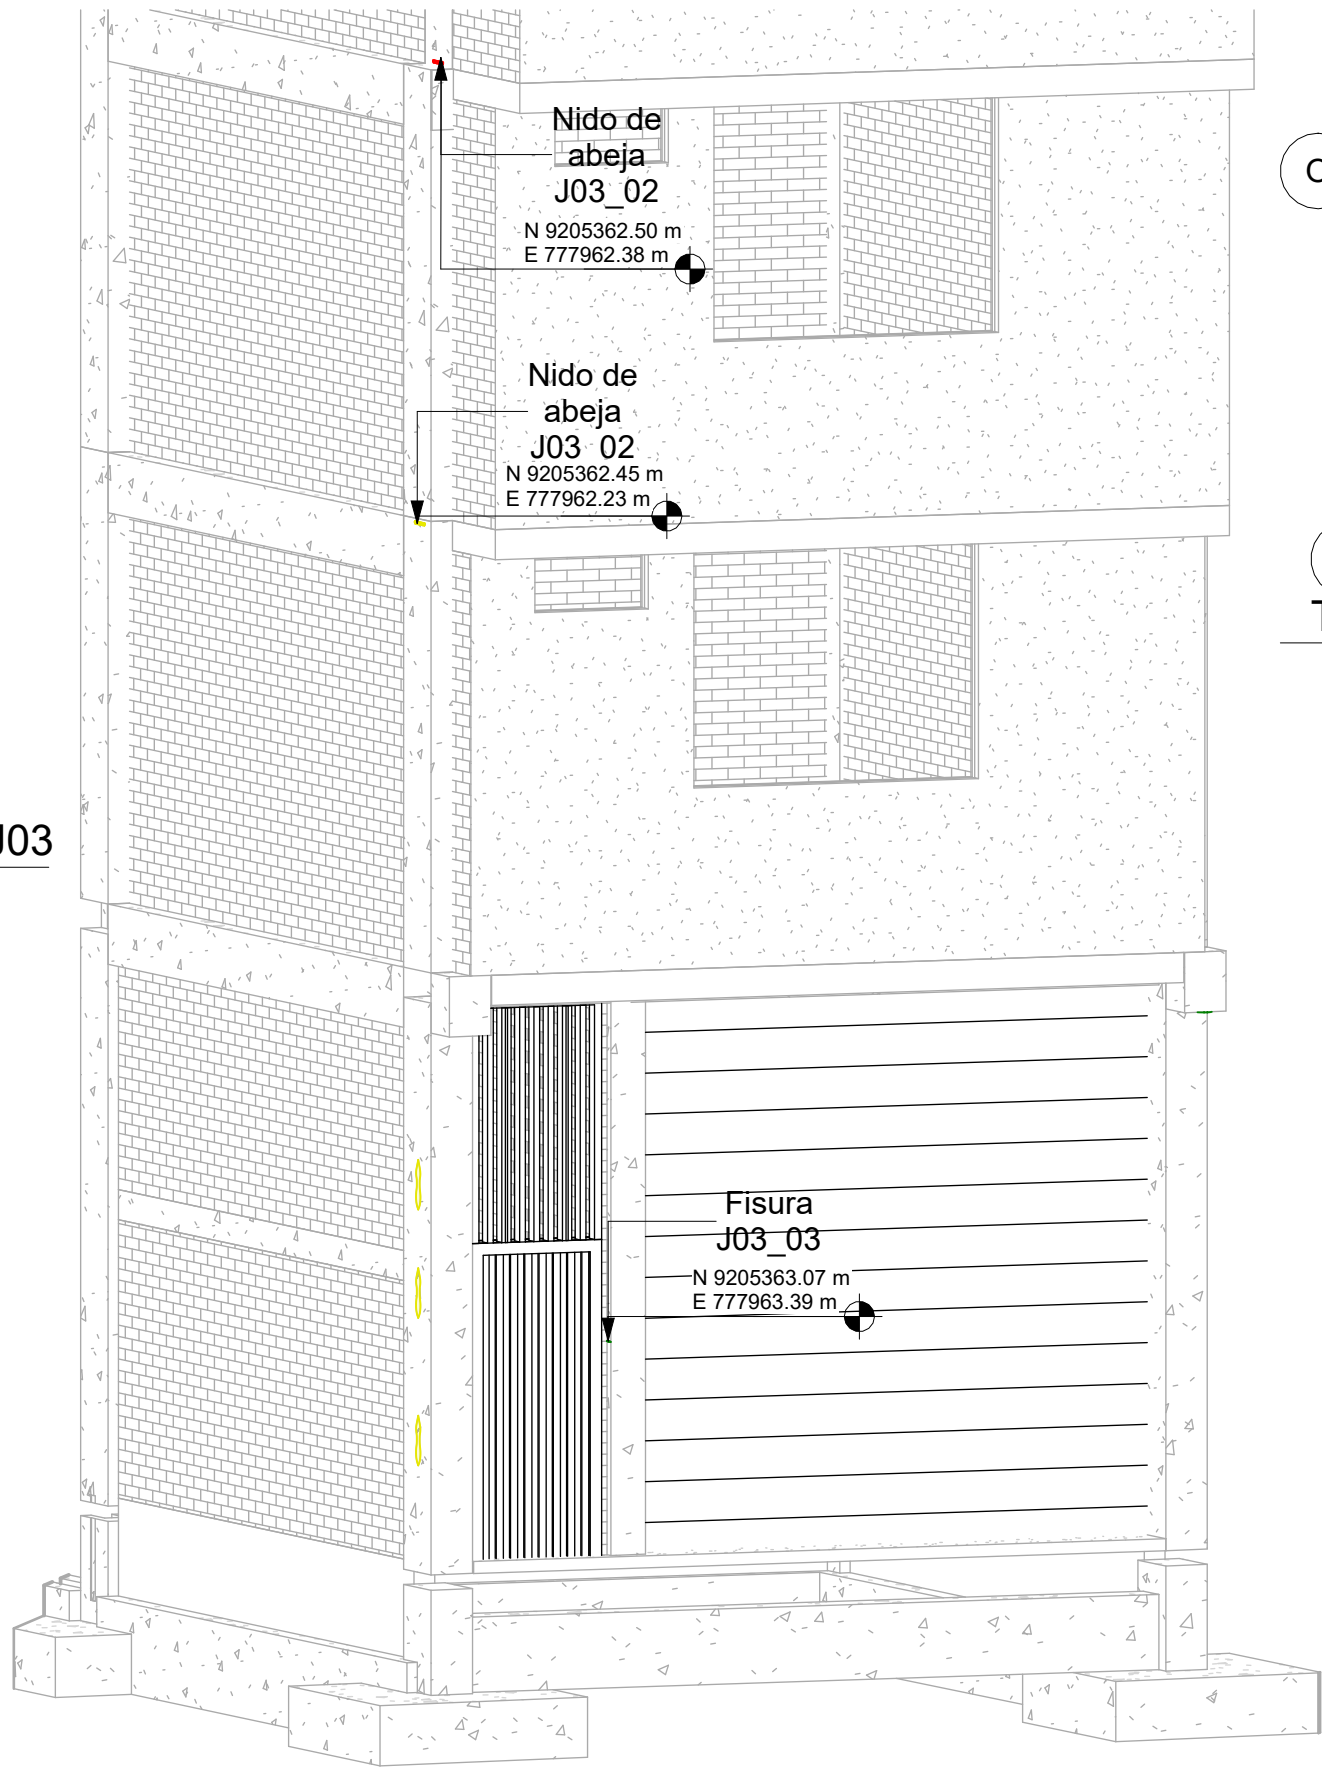 Nido de
abeja
J03_02
N 9205362.50 m
E 777962.38 m
Nido de
abeja
J03_02
N 9205362.45 m
E 777962.23 m
J03
Fisura
J03_03
N 9205363.07 m
E 777963.39 m